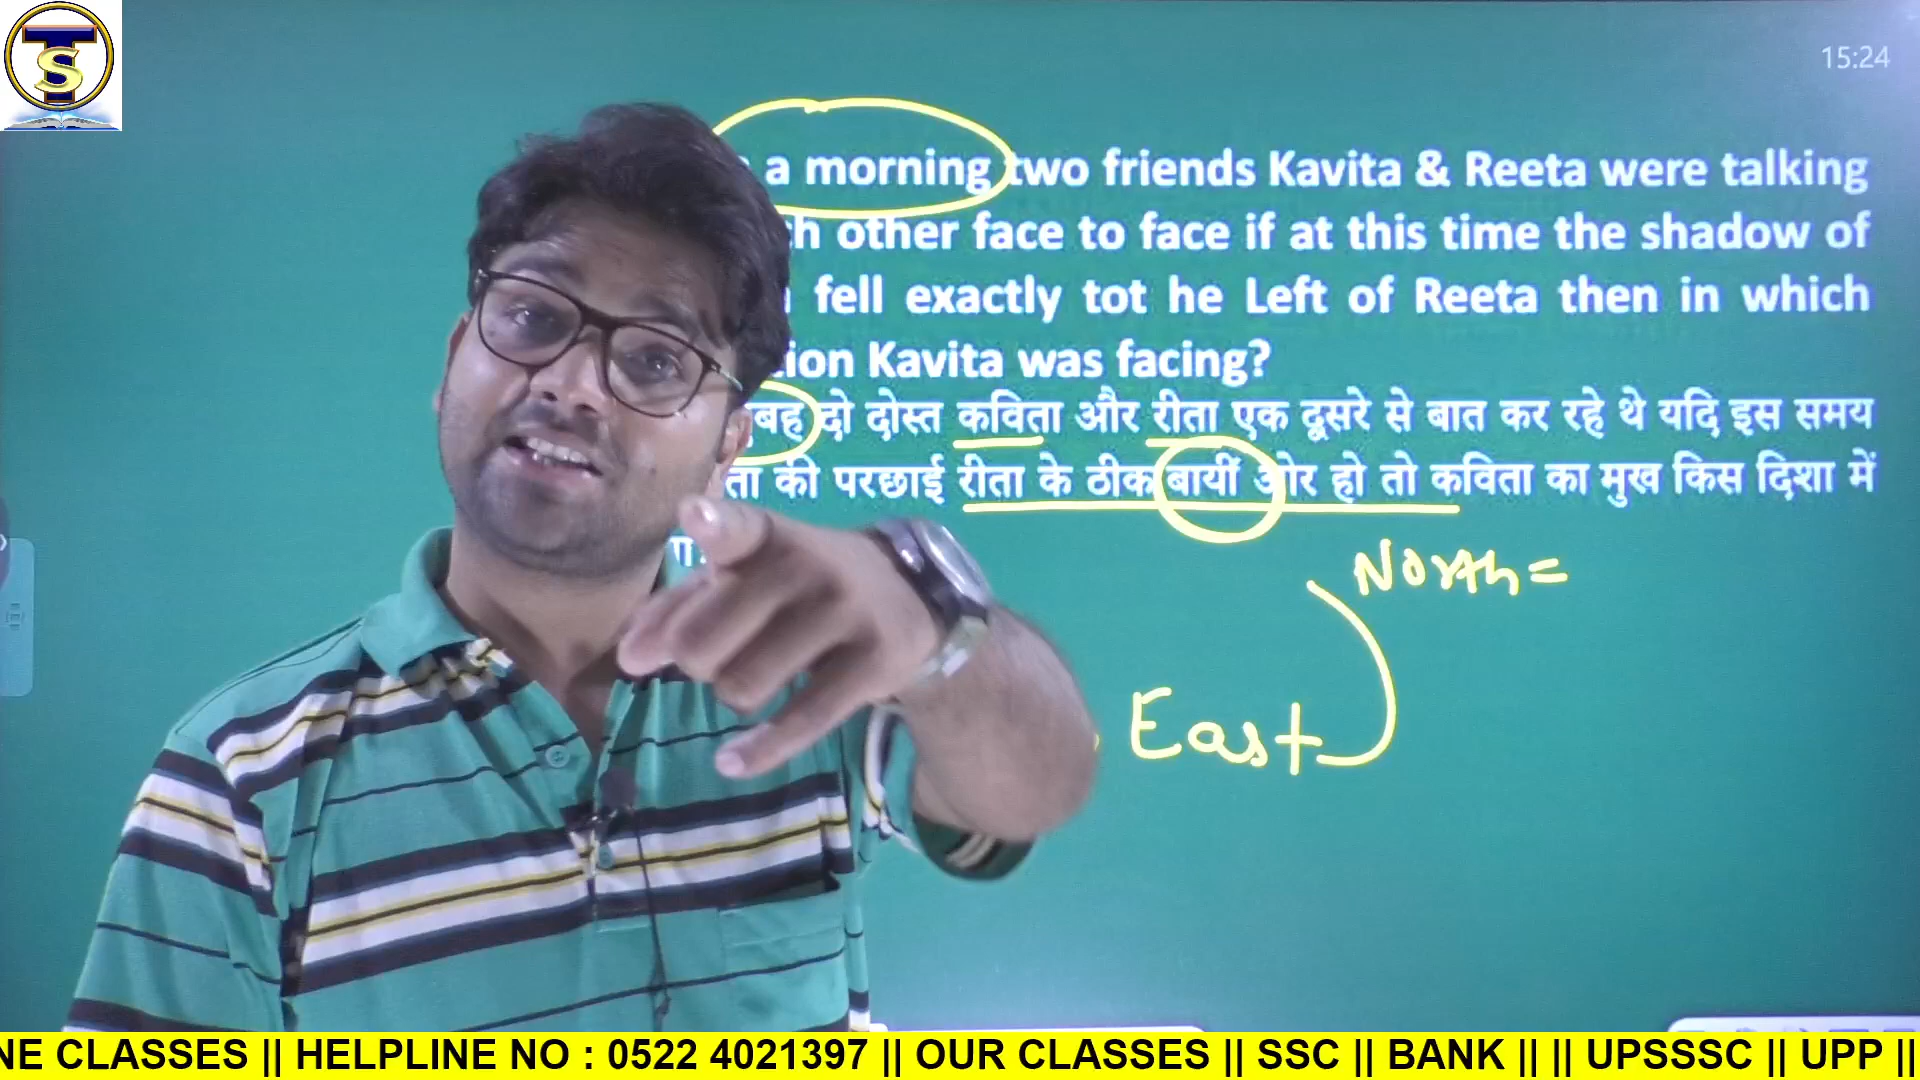 TS
15:24
a morning two friends Kavita & Reeta were talking
ch other face to face if at this time the shadow of
fell exactly tot he Left of Reeta then in which
tion Kavita was facing?
बह दो दोस्त कविता और रीता एक दूसरे से बात कर रहे थे यदि इस समय
ता की परछाई रीता के ठीक बायीं ओर हो तो कविता का मुख किस दिशा में
North =
East
NE CLASSES || HELPLINE NO : 0522 4021397 || OUR CLASSES || SSC || BANK || || UPSSSC || UPP ||